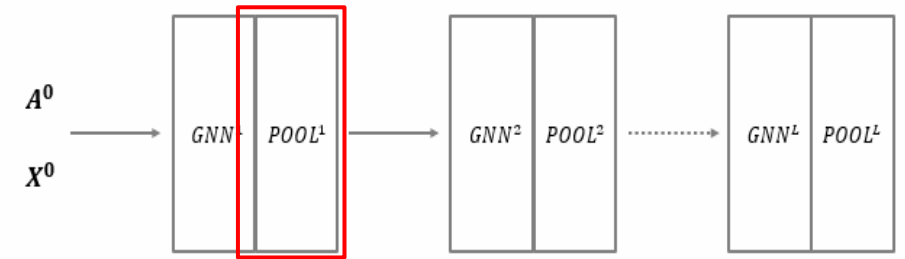 A⁰
GNN¹ POOL¹ GNN² POOL² GNNᴸ POOLᴸ
X⁰